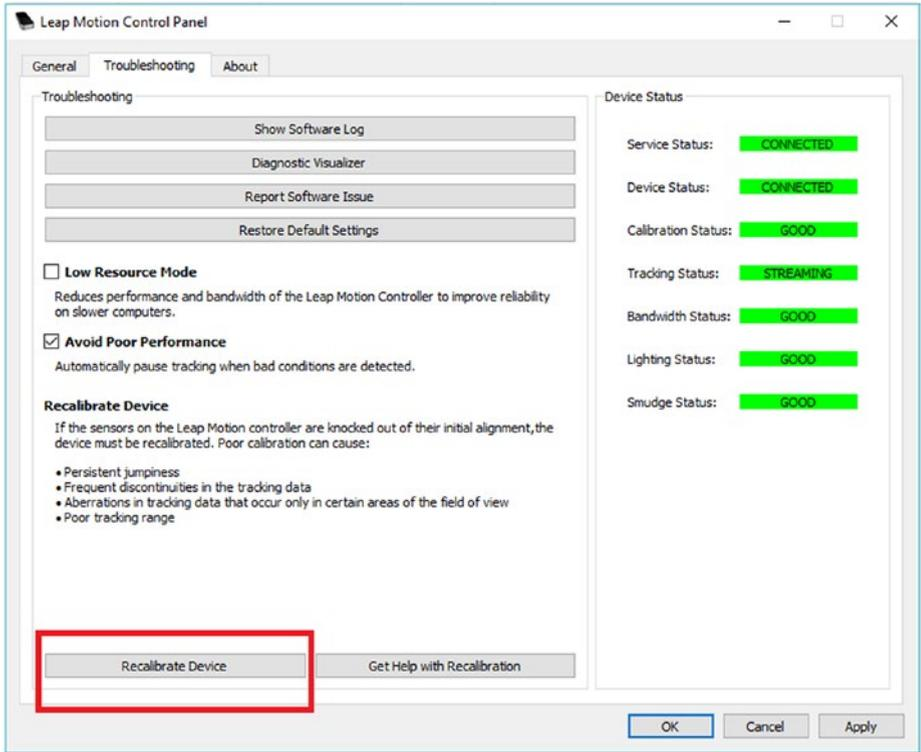 Leap Motion Control Panel
General
Troubleshooting
About
Troubleshooting
Show Software Log
Diagnostic Visualizer
Report Software Issue
Restore Default Settings
Low Resource Mode
Reduces performance and bandwidth of the Leap Motion Controller to improve reliability
on slower computers.
Avoid Poor Performance
Automatically pause tracking when bad conditions are detected.
Recalibrate Device
If the sensors on the Leap Motion controller are knocked out of their initial alignment,the
device must be recalibrated. Poor calibration can cause:
• Persistent jumpiness
• Frequent discontinuities in the tracking data
• Aberrations in tracking data that occur only in certain areas of the field of view
• Poor tracking range
Recalibrate Device
Get Help with Recalibration
Device Status
Service Status: CONNECTED
Device Status: CONNECTED
Calibration Status: GOOD
Tracking Status: STREAMING
Bandwidth Status: GOOD
Lighting Status: GOOD
Smudge Status: GOOD
OK
Cancel
Apply